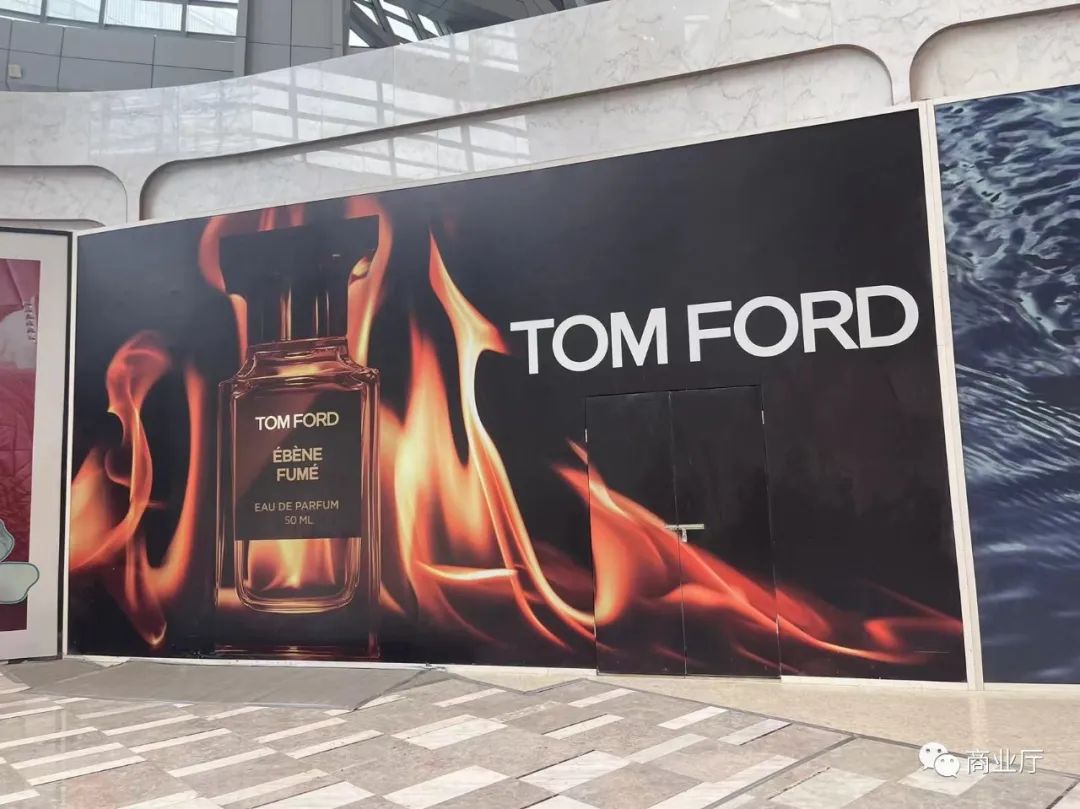 TOM FORD
TOM FORD
ÉBÈNE
FUMÉ
EAU DE PARFUM
50 ML
商业厅